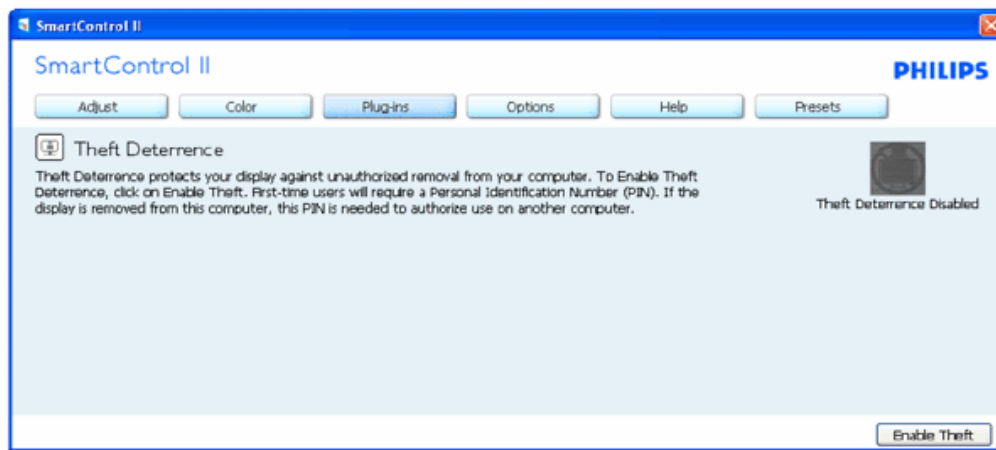 SmartControl II
SmartControl II
PHILIPS
Adjust Color Plug-ins Options Help Presets
Theft Deterrence
Theft Deterrence protects your display against unauthorized removal from your computer. To Enable Theft
Deterrence, click on Enable Theft. First-time users will require a Personal Identification Number (PIN). If the
display is removed from this computer, this PIN is needed to authorize use on another computer.
Theft Deterrence Disabled
Enable Theft